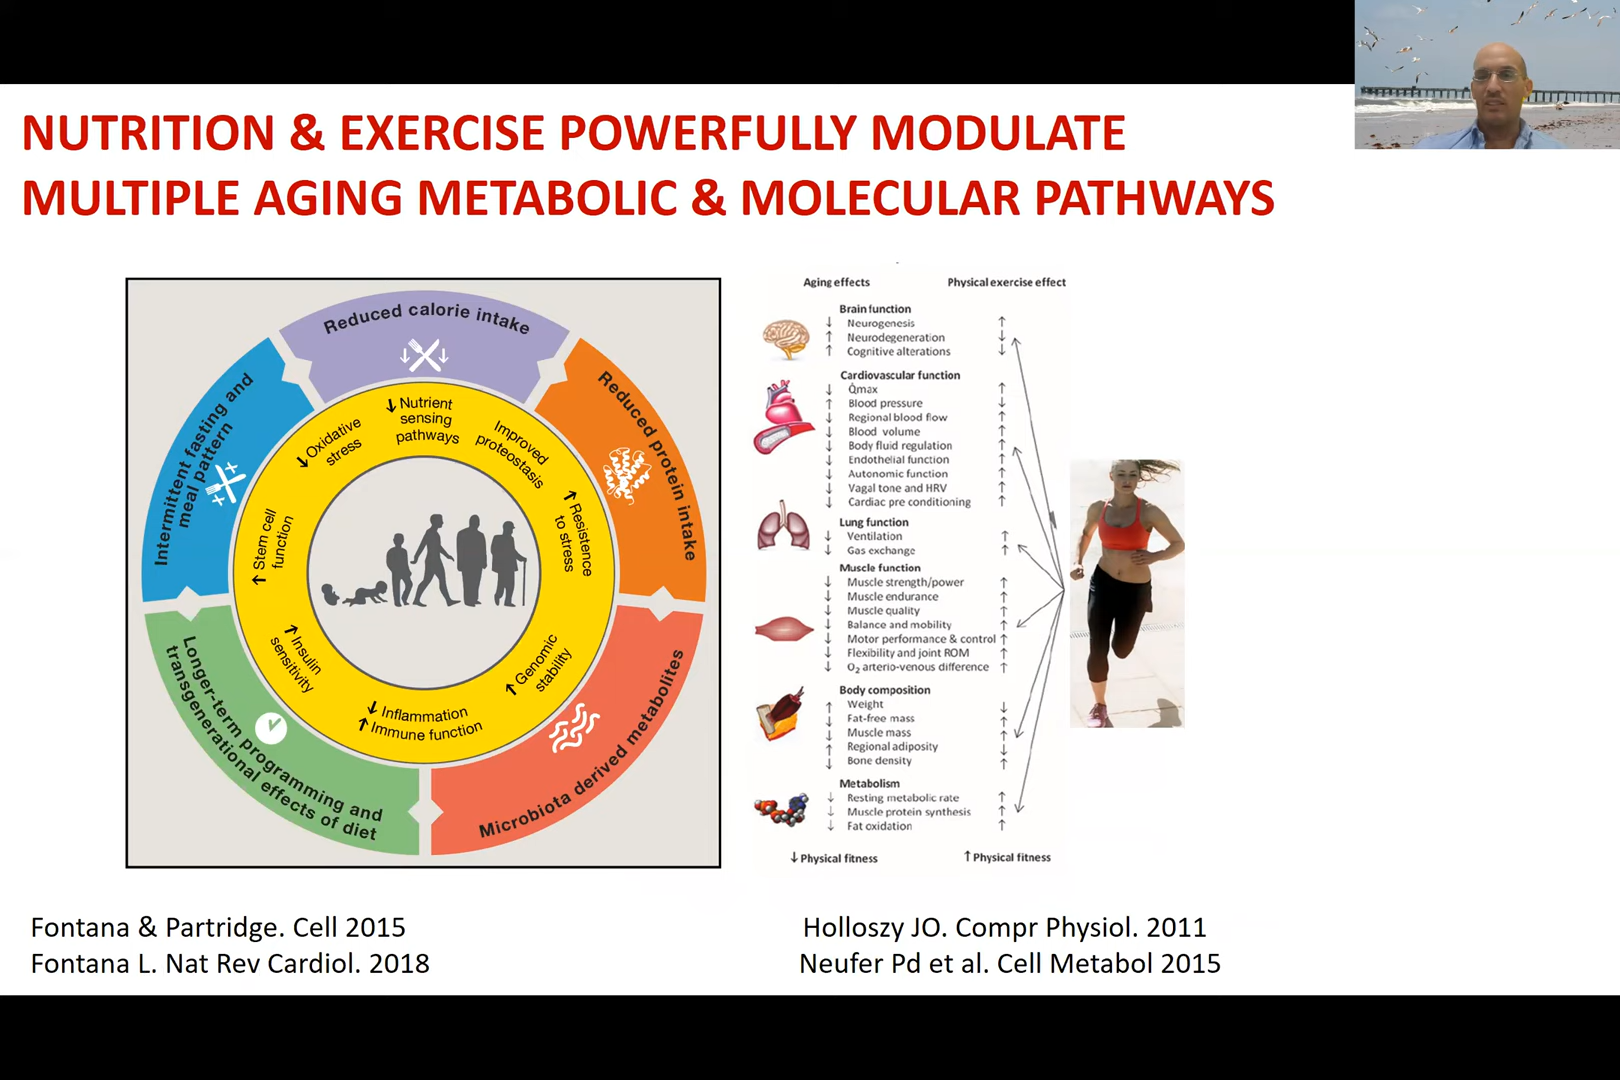 NUTRITION & EXERCISE POWERFULLY MODULATE
MULTIPLE AGING METABOLIC & MOLECULAR PATHWAYS
Reduced calorie intake
Reduced protein intake
Microbiota derived metabolites
Longer-term programming and
transgenerational effects of diet
Intermittent fasting and
meal pattern
↓ Nutrient
sensing
pathways
Improved
proteostasis
↑ Resistence
to stress
↑ Genomic
stability
↓ Inflammation
↑ Immune function
↑ Insulin
sensitivity
↑ Stem cell
function
↓ Oxidative
stress
Aging effects Physical exercise effect
Brain function
↓ Neurogenesis ↑
↑ Neurodegeneration ↓
↑ Cognitive alterations ↓
Cardiovascular function
↓ Q̇max ↑
↑ Blood pressure ↓
↓ Regional blood flow ↑
↓ Blood volume ↑
↓ Body fluid regulation ↑
↓ Endothelial function ↑
↓ Autonomic function ↑
↓ Vagal tone and HRV ↑
↓ Cardiac pre conditioning ↑
Lung function
↓ Ventilation ↑
↓ Gas exchange ↑
Muscle function
↓ Muscle strength/power ↑
↓ Muscle endurance ↑
↓ Muscle quality ↑
↓ Balance and mobility ↑
↓ Motor performance & control ↑
↓ Flexibility and joint ROM ↑
↓ O₂ arterio-venous difference ↑
Body composition
↑ Weight ↓
↓ Fat-free mass ↑
↓ Muscle mass ↑
↑ Regional adiposity ↓
↓ Bone density ↑
Metabolism
↓ Resting metabolic rate ↑
↓ Muscle protein synthesis ↑
↓ Fat oxidation ↑
↓ Physical fitness ↑ Physical fitness
Fontana & Partridge. Cell 2015
Fontana L. Nat Rev Cardiol. 2018
Holloszy JO. Compr Physiol. 2011
Neufer Pd et al. Cell Metabol 2015